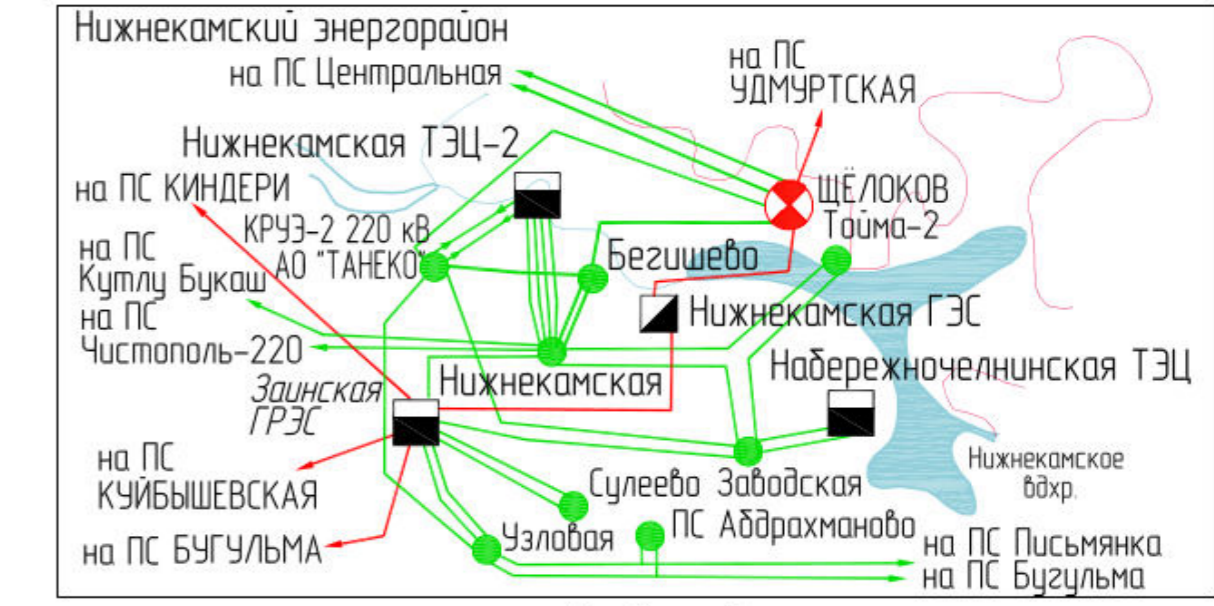 Нижнекамский энергорайон
на ПС Центральная
на ПС
УДМУРТСКАЯ
Нижнекамская ТЭЦ-2
на ПС КИНДЕРИ
ЩЁЛОКОВ
Тойма-2
КРУЭ-2 220 кВ
АО "ТАНЕКО"
на ПС
Кутлу Букаш
Бегишево
на ПС
Чистополь-220
Нижнекамская ГЭС
Нижнекамская
Набережночелнинская ТЭЦ
Заинская
ГРЭС
на ПС
КУЙБЫШЕВСКАЯ
Сулеево Заводская
Нижнекамское
вдхр.
на ПС БУГУЛЬМА
Узловая
ПС Абдрахманово
на ПС Письмянка
на ПС Бугульма